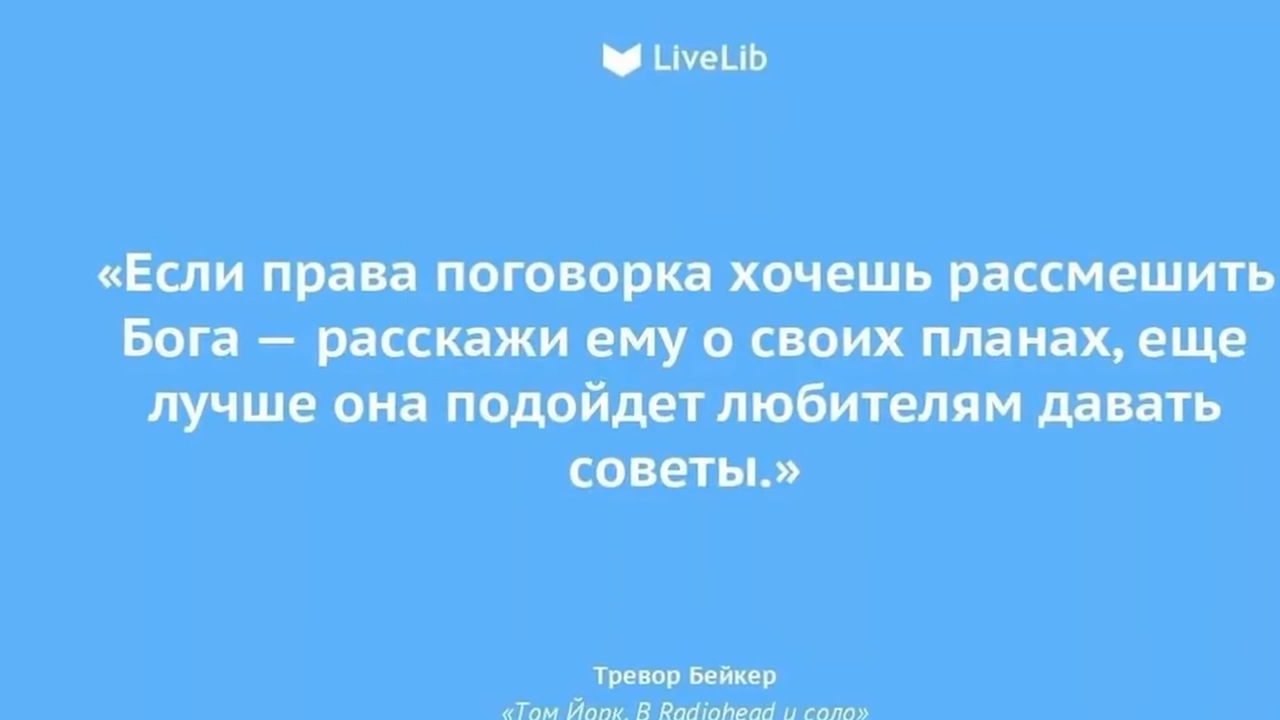 LiveLib
«Если права поговорка хочешь рассмешить
Бога — расскажи ему о своих планах, еще
лучше она подойдет любителям давать
советы.»
Тревор Бейкер
«Том Йорк. В Radiohead и соло»